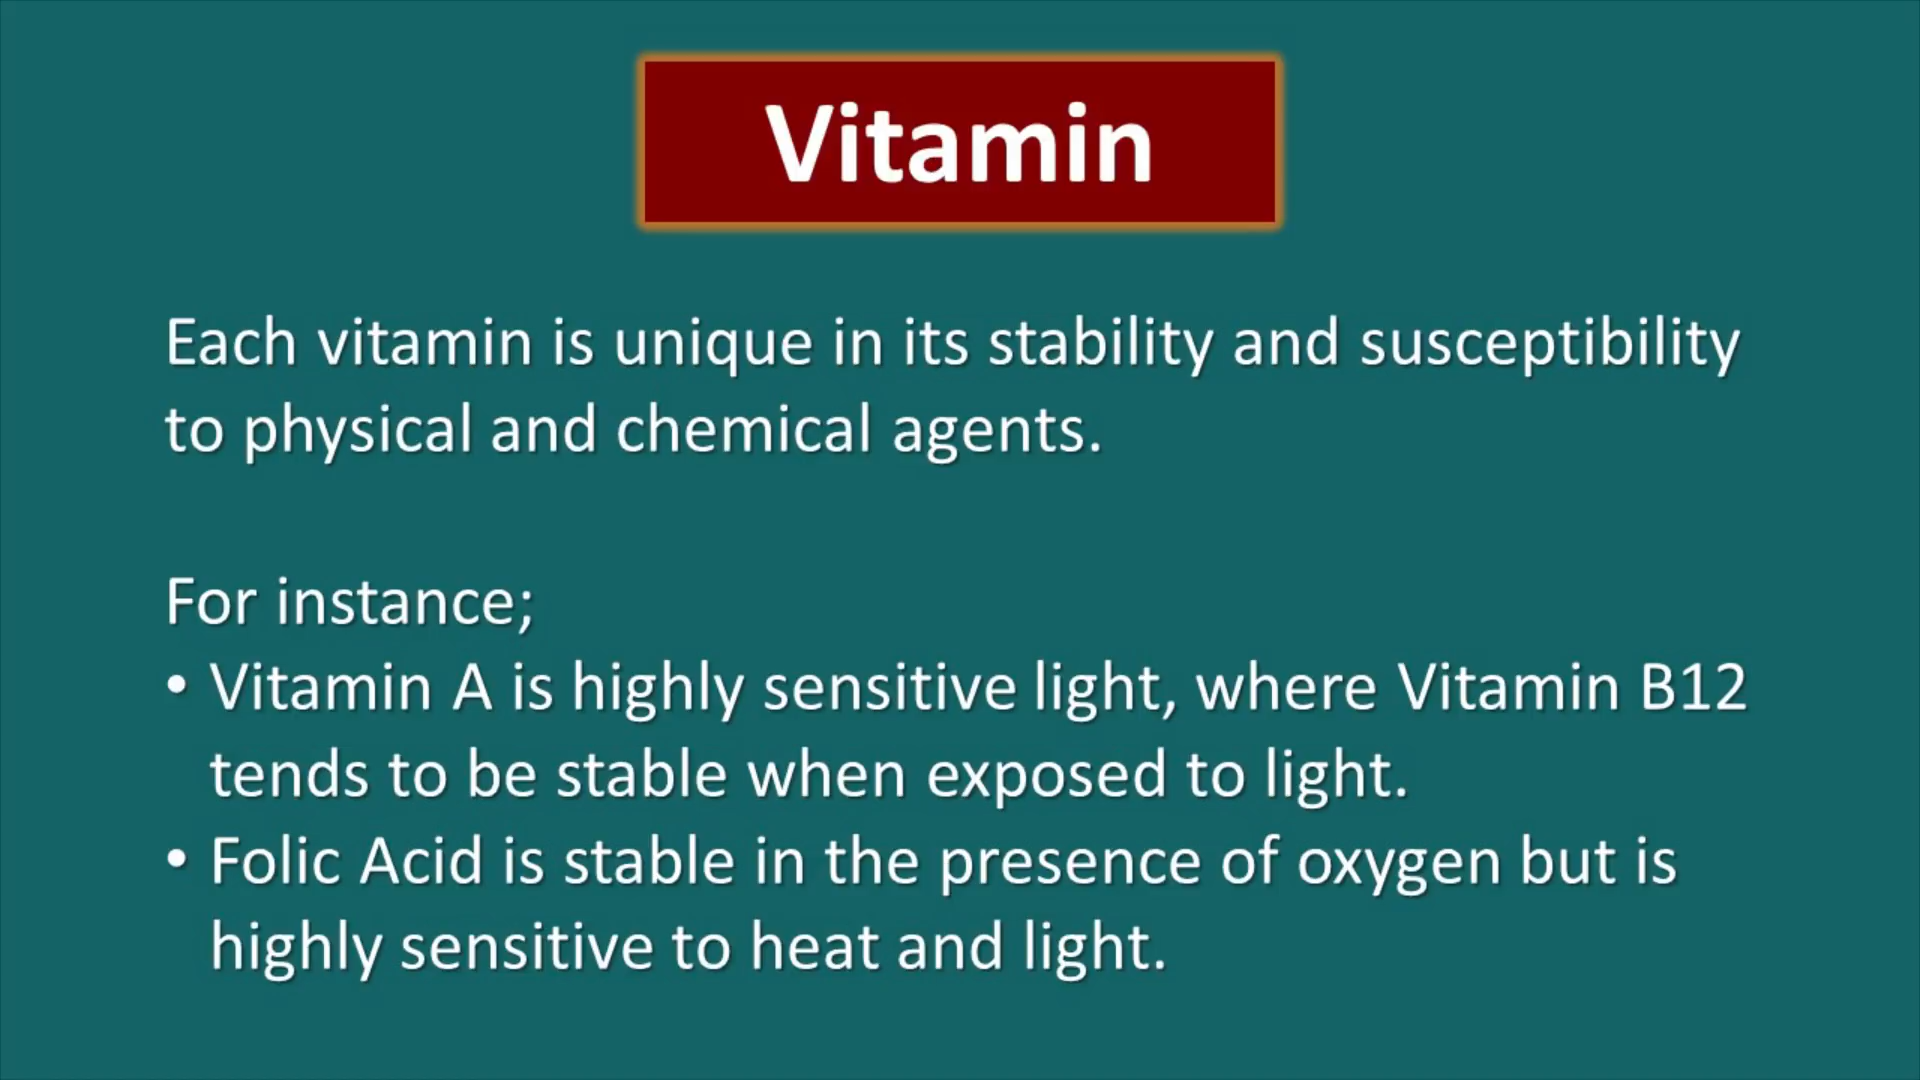 Vitamin
Each vitamin is unique in its stability and susceptibility
to physical and chemical agents.
For instance;
• Vitamin A is highly sensitive light, where Vitamin B12
tends to be stable when exposed to light.
• Folic Acid is stable in the presence of oxygen but is
highly sensitive to heat and light.